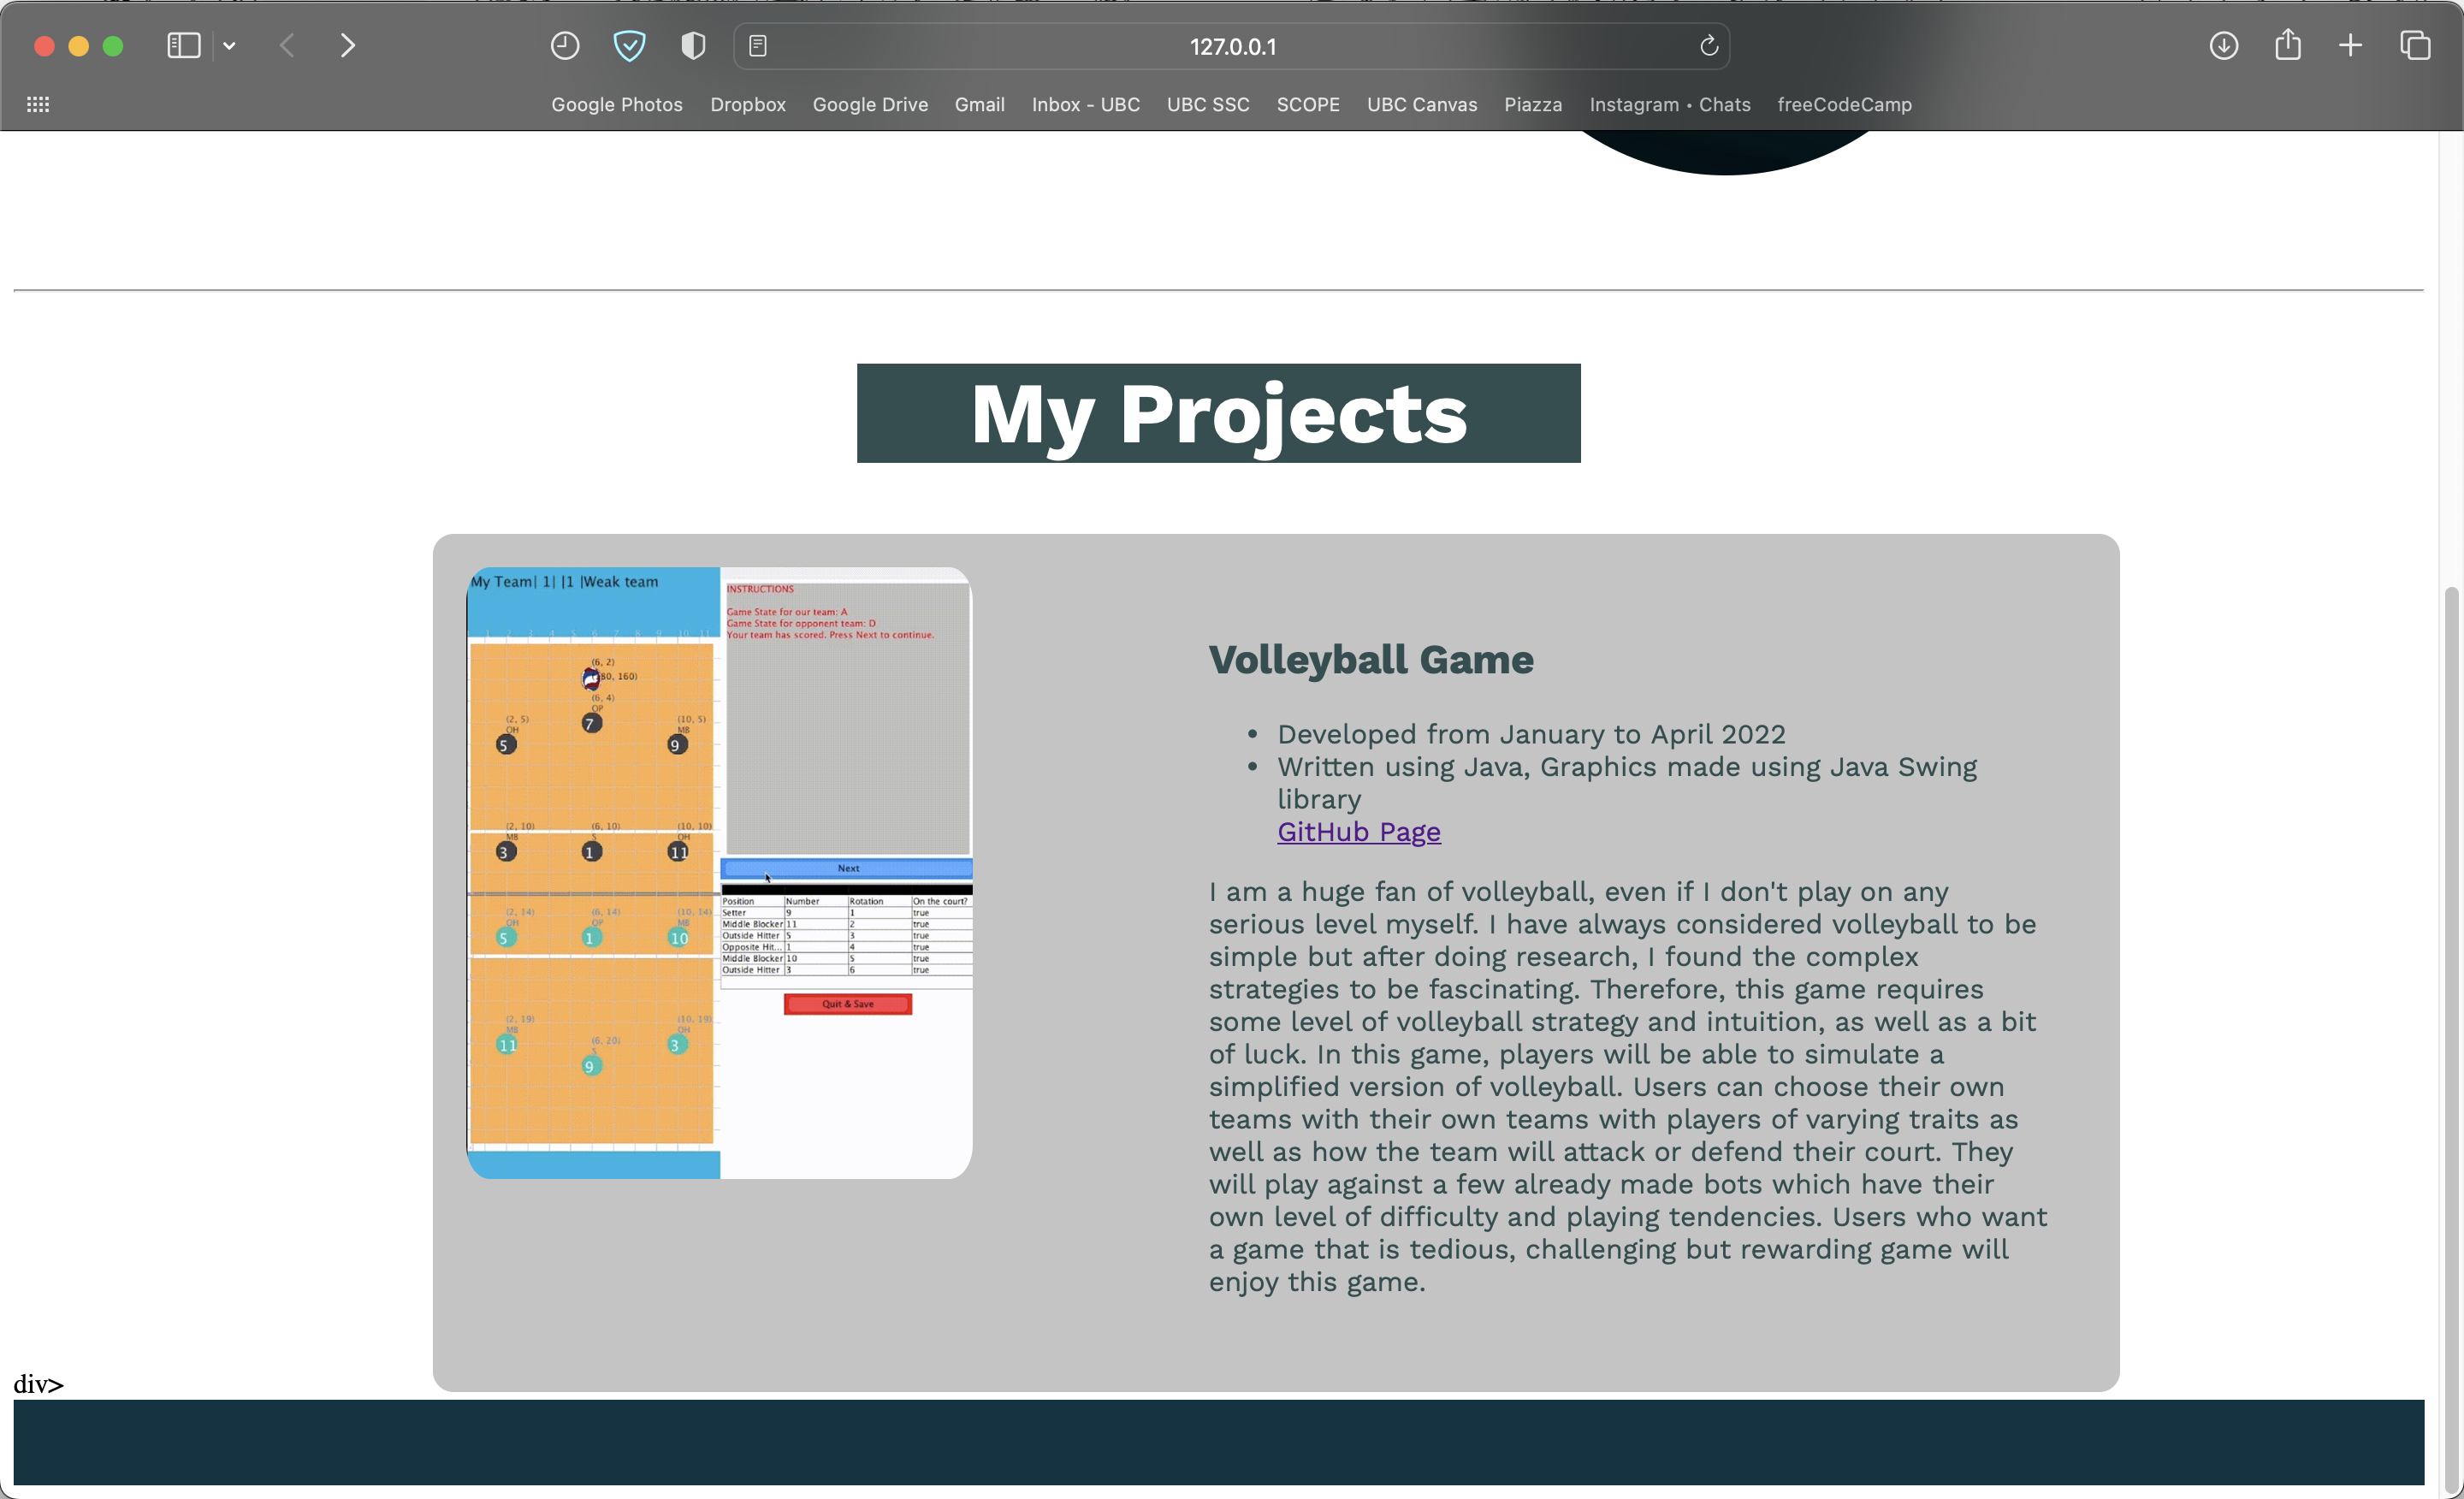 127.0.0.1
Google Photos Dropbox Google Drive Gmail Inbox - UBC UBC SSC SCOPE UBC Canvas Piazza Instagram • Chats freeCodeCamp
My Projects
My Team| 1| |1 |Weak team
1 2 3 4 5 6 7 8 9 10 11
(6, 2)
80, 160)
(6, 4)
OP
7
(2, 5)
OH
5
(10, 5)
MB
9
(2, 10)
MB
3
(6, 10)
S
1
(10, 10)
OH
11
(2, 14)
OH
5
(6, 14)
OP
1
(10, 14)
MB
10
(2, 19)
MB
11
(6, 20)
S
9
(10, 19)
OH
3
INSTRUCTIONS
Game State for our team: A
Game State for opponent team: D
Your team has scored. Press Next to continue.
Next
Position Number Rotation On the court?
Setter 9 1 true
Middle Blocker 11 2 true
Outside Hitter 5 3 true
Opposite Hit... 1 4 true
Middle Blocker 10 5 true
Outside Hitter 3 6 true
Quit & Save
Volleyball Game
• Developed from January to April 2022
• Written using Java, Graphics made using Java Swing
library
GitHub Page
I am a huge fan of volleyball, even if I don't play on any
serious level myself. I have always considered volleyball to be
simple but after doing research, I found the complex
strategies to be fascinating. Therefore, this game requires
some level of volleyball strategy and intuition, as well as a bit
of luck. In this game, players will be able to simulate a
simplified version of volleyball. Users can choose their own
teams with their own teams with players of varying traits as
well as how the team will attack or defend their court. They
will play against a few already made bots which have their
own level of difficulty and playing tendencies. Users who want
a game that is tedious, challenging but rewarding game will
enjoy this game.
div>